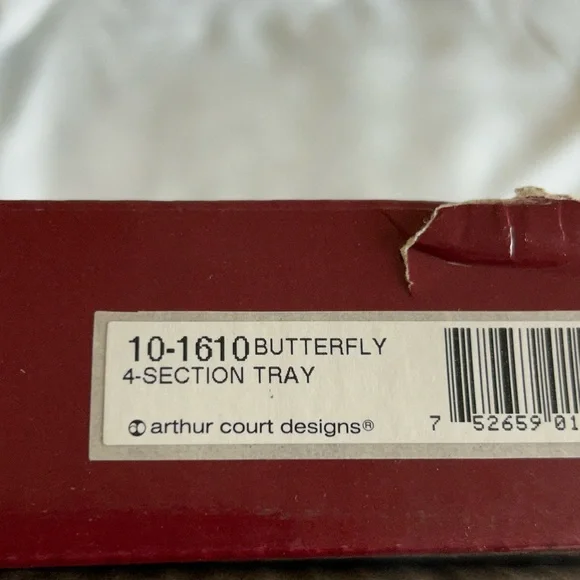 10-1610 BUTTERFLY
4-SECTION TRAY
arthur court designs®
7 52659 01